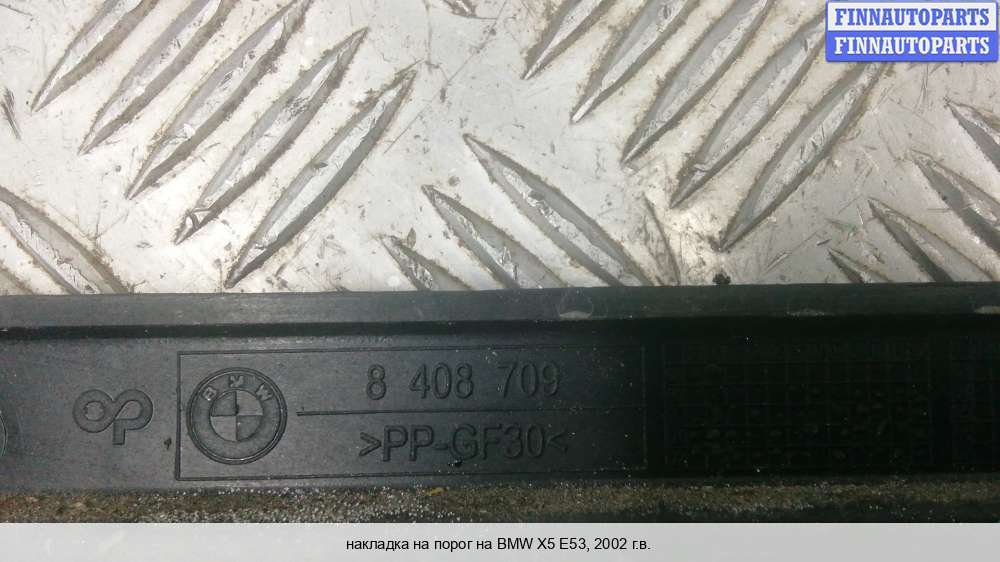 FINNAUTOPARTS
FINNAUTOPARTS
BMW
8 408 709
>PP-GF30<
накладка на порог на BMW X5 E53, 2002 г.в.